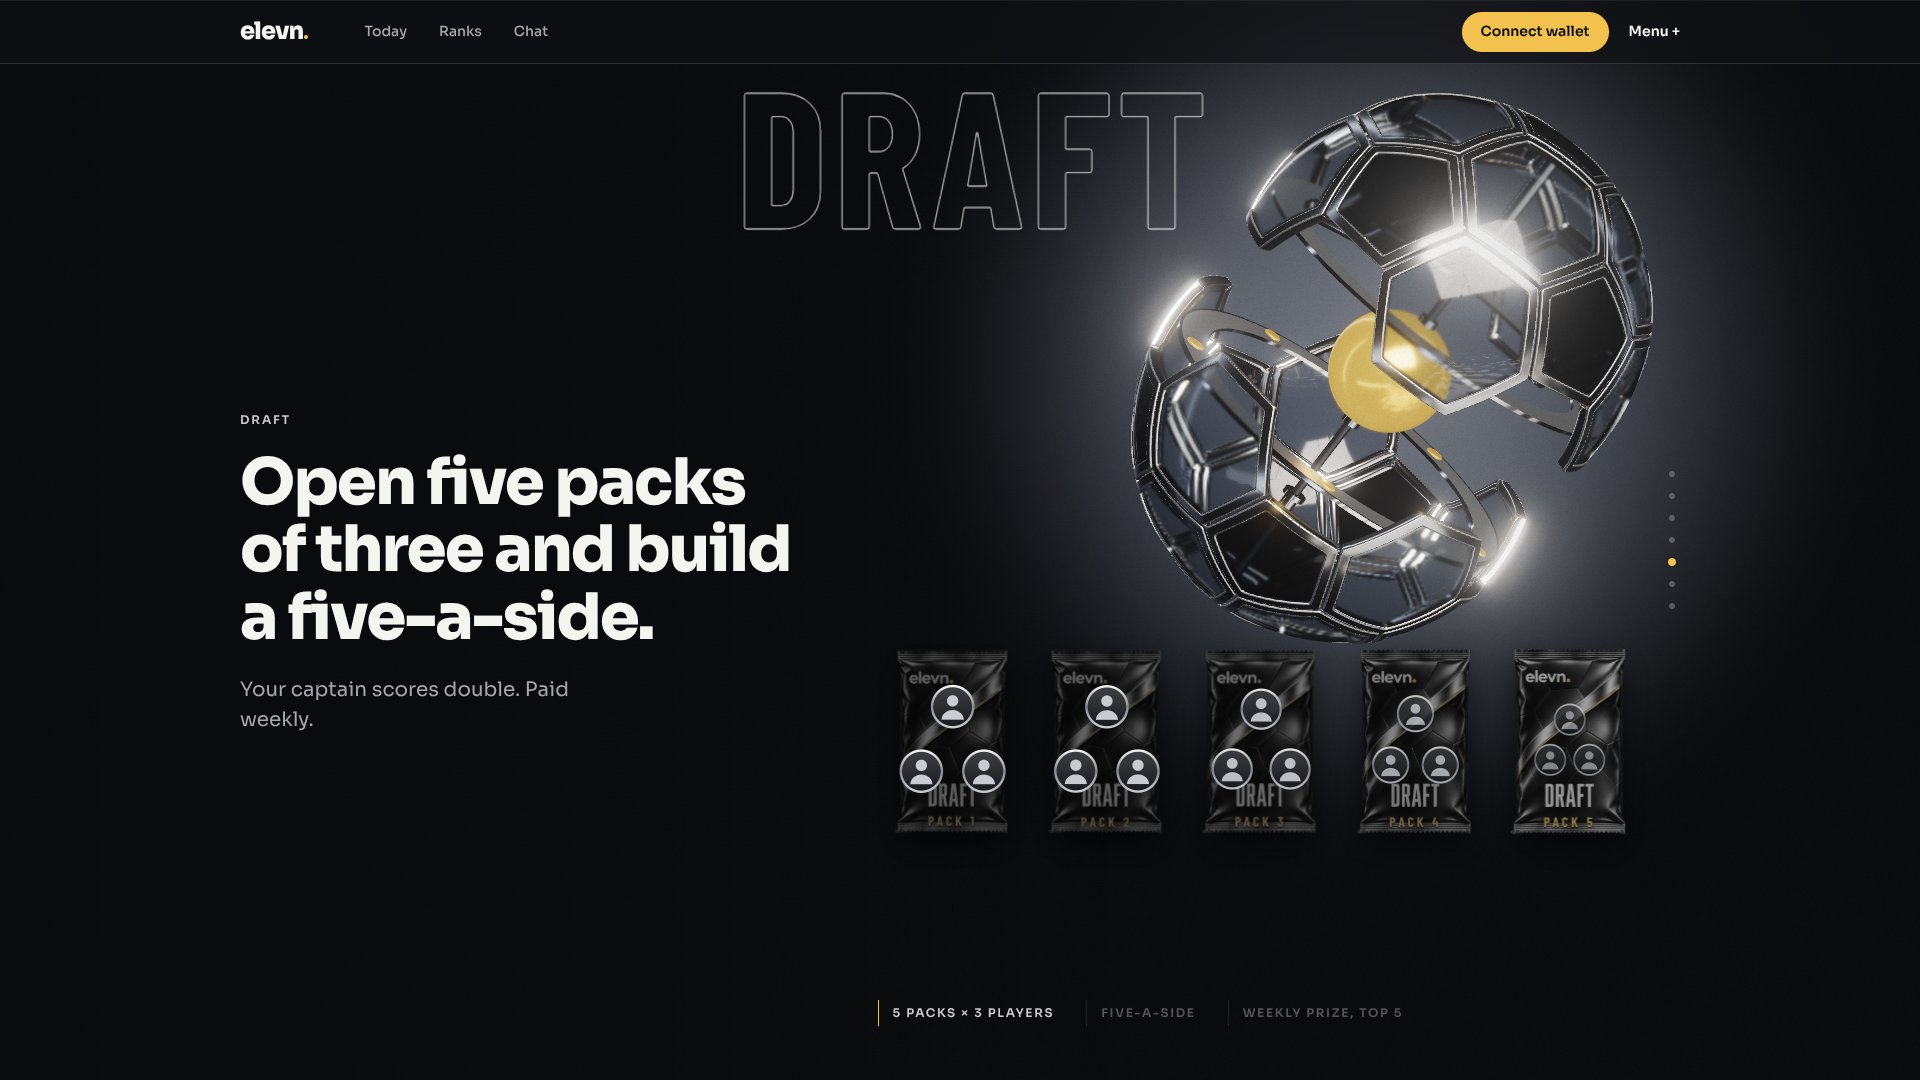 elevn.
Today
Ranks
Chat
Connect wallet
Menu +
DRAFT
DRAFT
Open five packs
of three and build
a five-a-side.
Your captain scores double. Paid
weekly.
elevn.
DRAFT
PACK 1
elevn.
DRAFT
PACK 2
elevn.
DRAFT
PACK 3
elevn.
DRAFT
PACK 4
elevn.
DRAFT
PACK 5
5 PACKS × 3 PLAYERS
FIVE-A-SIDE
WEEKLY PRIZE, TOP 5